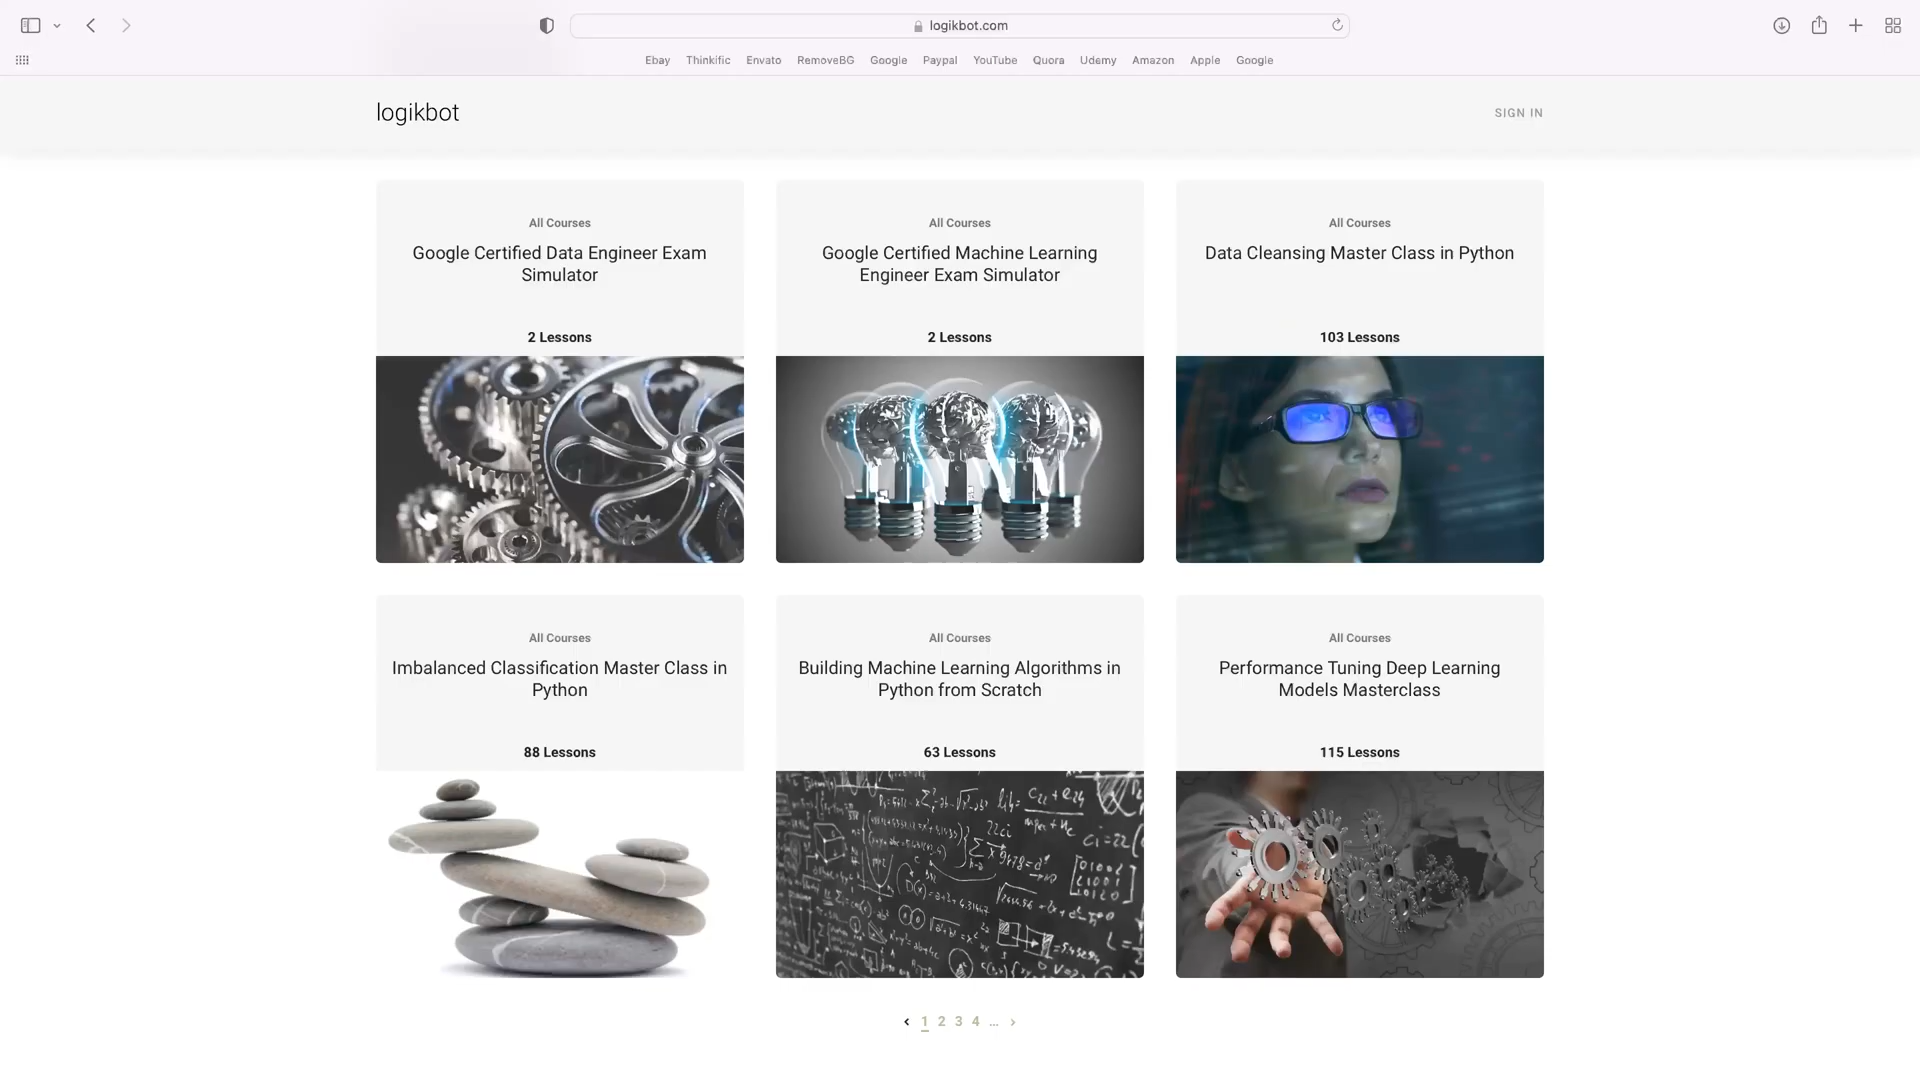 logikbot.com
Ebay Thinkific Envato RemoveBG Google Paypal YouTube Quora Udemy Amazon Apple Google
logikbot
SIGN IN
All Courses
Google Certified Data Engineer Exam
Simulator
2 Lessons
All Courses
Google Certified Machine Learning
Engineer Exam Simulator
2 Lessons
All Courses
Data Cleansing Master Class in Python
103 Lessons
All Courses
Imbalanced Classification Master Class in
Python
88 Lessons
All Courses
Building Machine Learning Algorithms in
Python from Scratch
63 Lessons
All Courses
Performance Tuning Deep Learning
Models Masterclass
115 Lessons
1 2 3 4 ...